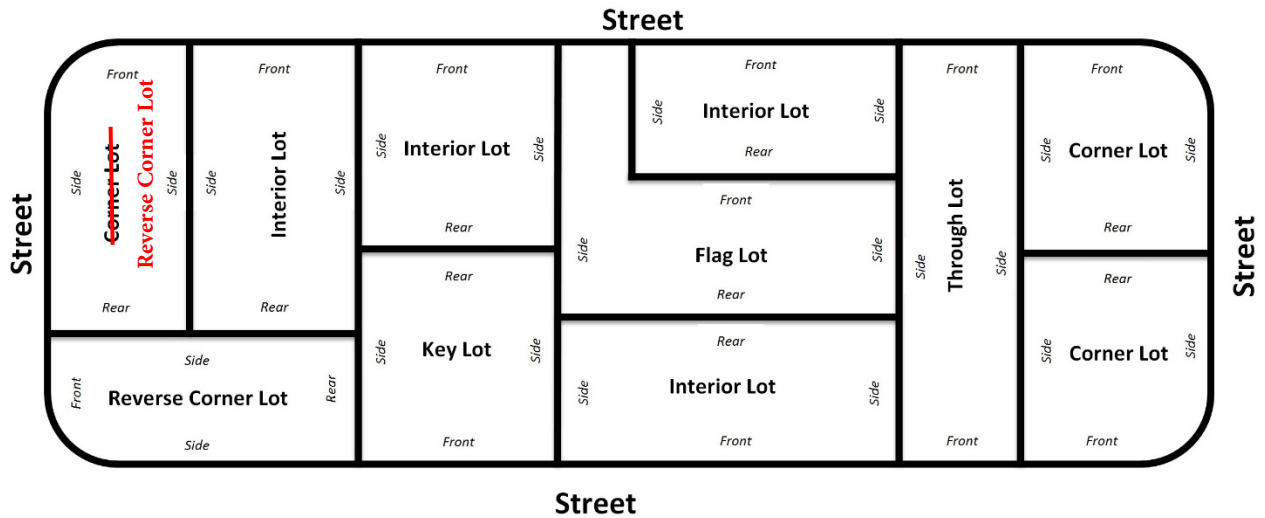 Street
Front
Side
Corner Lot
Reverse Corner Lot
Side
Rear
Front
Side
Interior Lot
Side
Rear
Front
Side
Interior Lot
Side
Rear
Front
Side
Interior Lot
Side
Rear
Front
Side
Flag Lot
Side
Rear
Front
Side
Through Lot
Side
Front
Front
Side
Corner Lot
Side
Street
Street
Side
Front
Reverse Corner Lot
Rear
Side
Rear
Side
Key Lot
Side
Front
Rear
Side
Interior Lot
Side
Front
Rear
Side
Corner Lot
Side
Front
Street